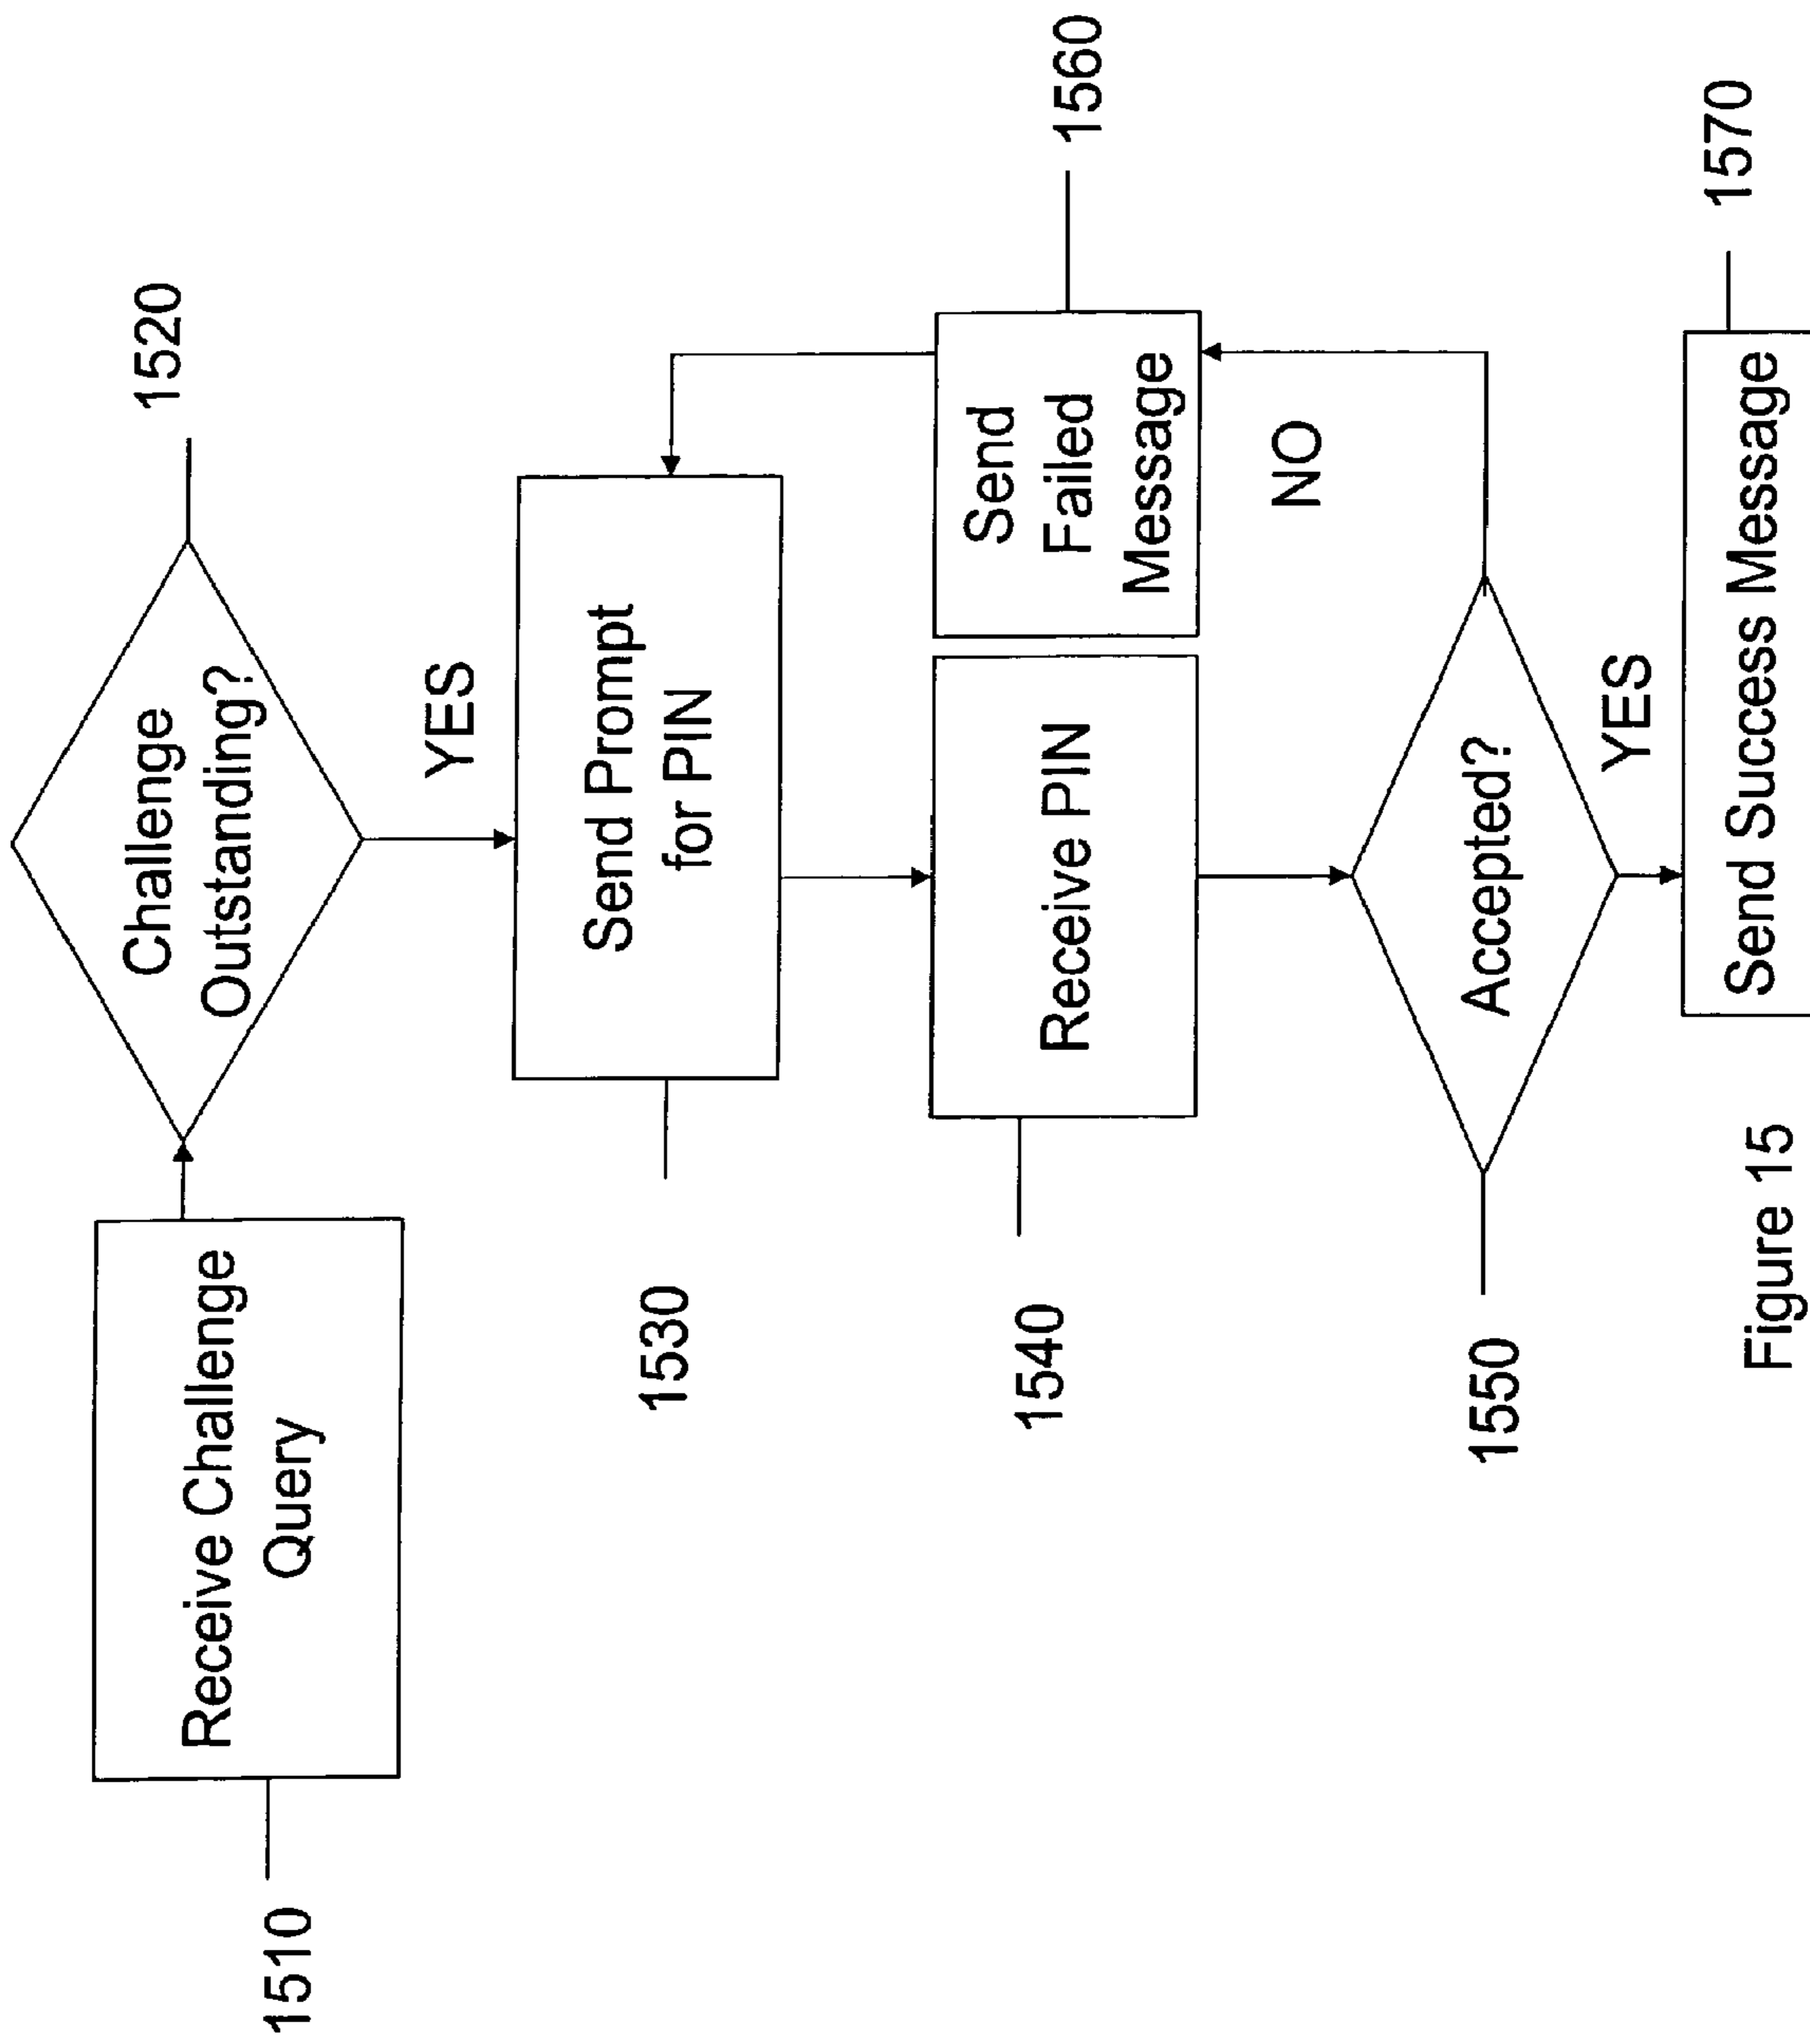 1510
Receive Challenge
Query
Challenge
Outstanding?
1520
YES
1530
Send Prompt
for PIN
1540
Receive PIN
Send
Failed
Message
1560
NO
1550
Accepted?
YES
Send Success Message
1570
Figure 15